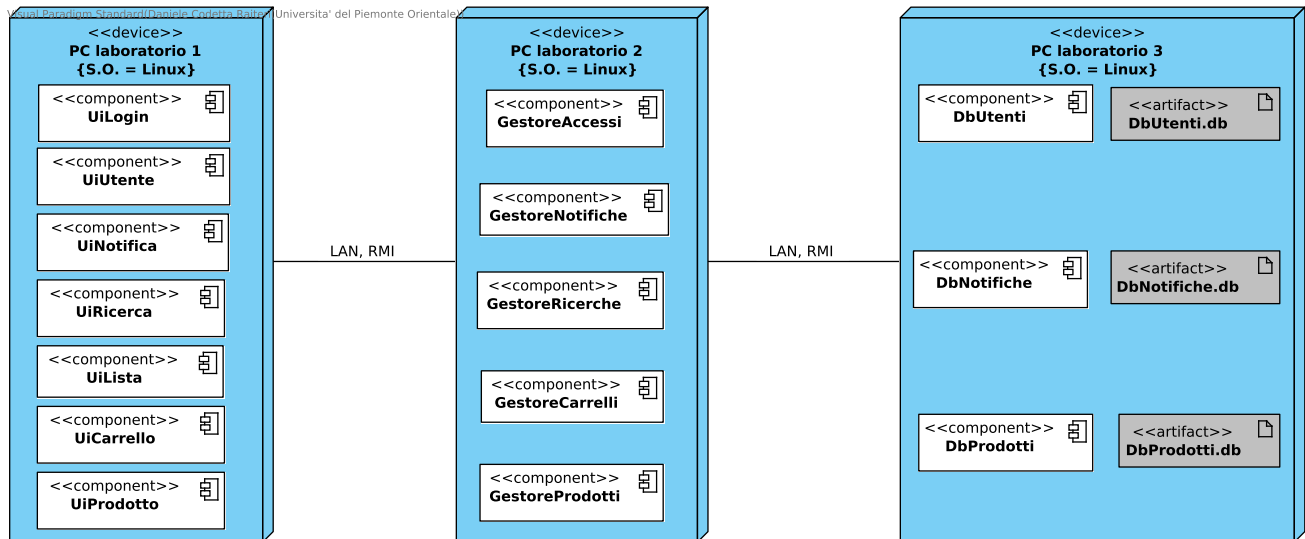 Visual Paradigm Standard(Daniele Codetta Raiteri(Universita' del Piemonte Orientale))
<<device>>
PC laboratorio 1
{S.O. = Linux}
<<component>>
UiLogin
<<component>>
UiUtente
<<component>>
UiNotifica
<<component>>
UiRicerca
<<component>>
UiLista
<<component>>
UiCarrello
<<component>>
UiProdotto
LAN, RMI
<<device>>
PC laboratorio 2
{S.O. = Linux}
<<component>>
GestoreAccessi
<<component>>
GestoreNotifiche
<<component>>
GestoreRicerche
<<component>>
GestoreCarrelli
<<component>>
GestoreProdotti
LAN, RMI
<<device>>
PC laboratorio 3
{S.O. = Linux}
<<component>>
DbUtenti
<<artifact>>
DbUtenti.db
<<component>>
DbNotifiche
<<artifact>>
DbNotifiche.db
<<component>>
DbProdotti
<<artifact>>
DbProdotti.db